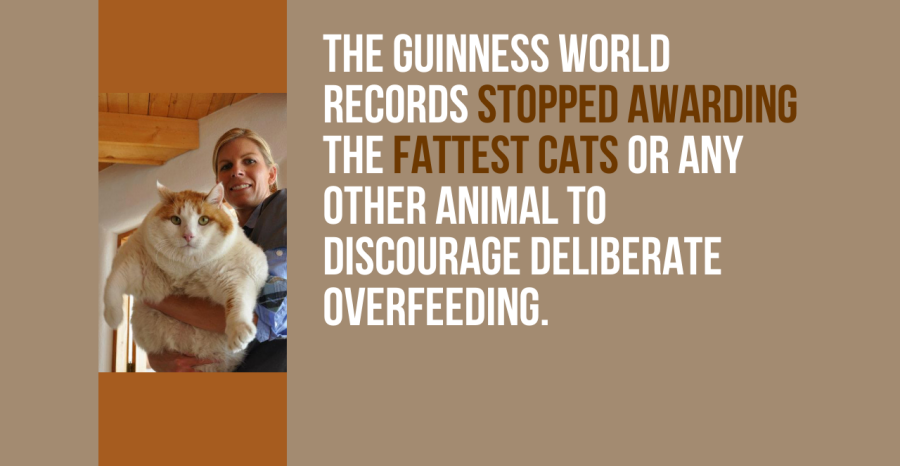 THE GUINNESS WORLD
RECORDS STOPPED AWARDING
THE FATTEST CATS OR ANY
OTHER ANIMAL TO
DISCOURAGE DELIBERATE
OVERFEEDING.